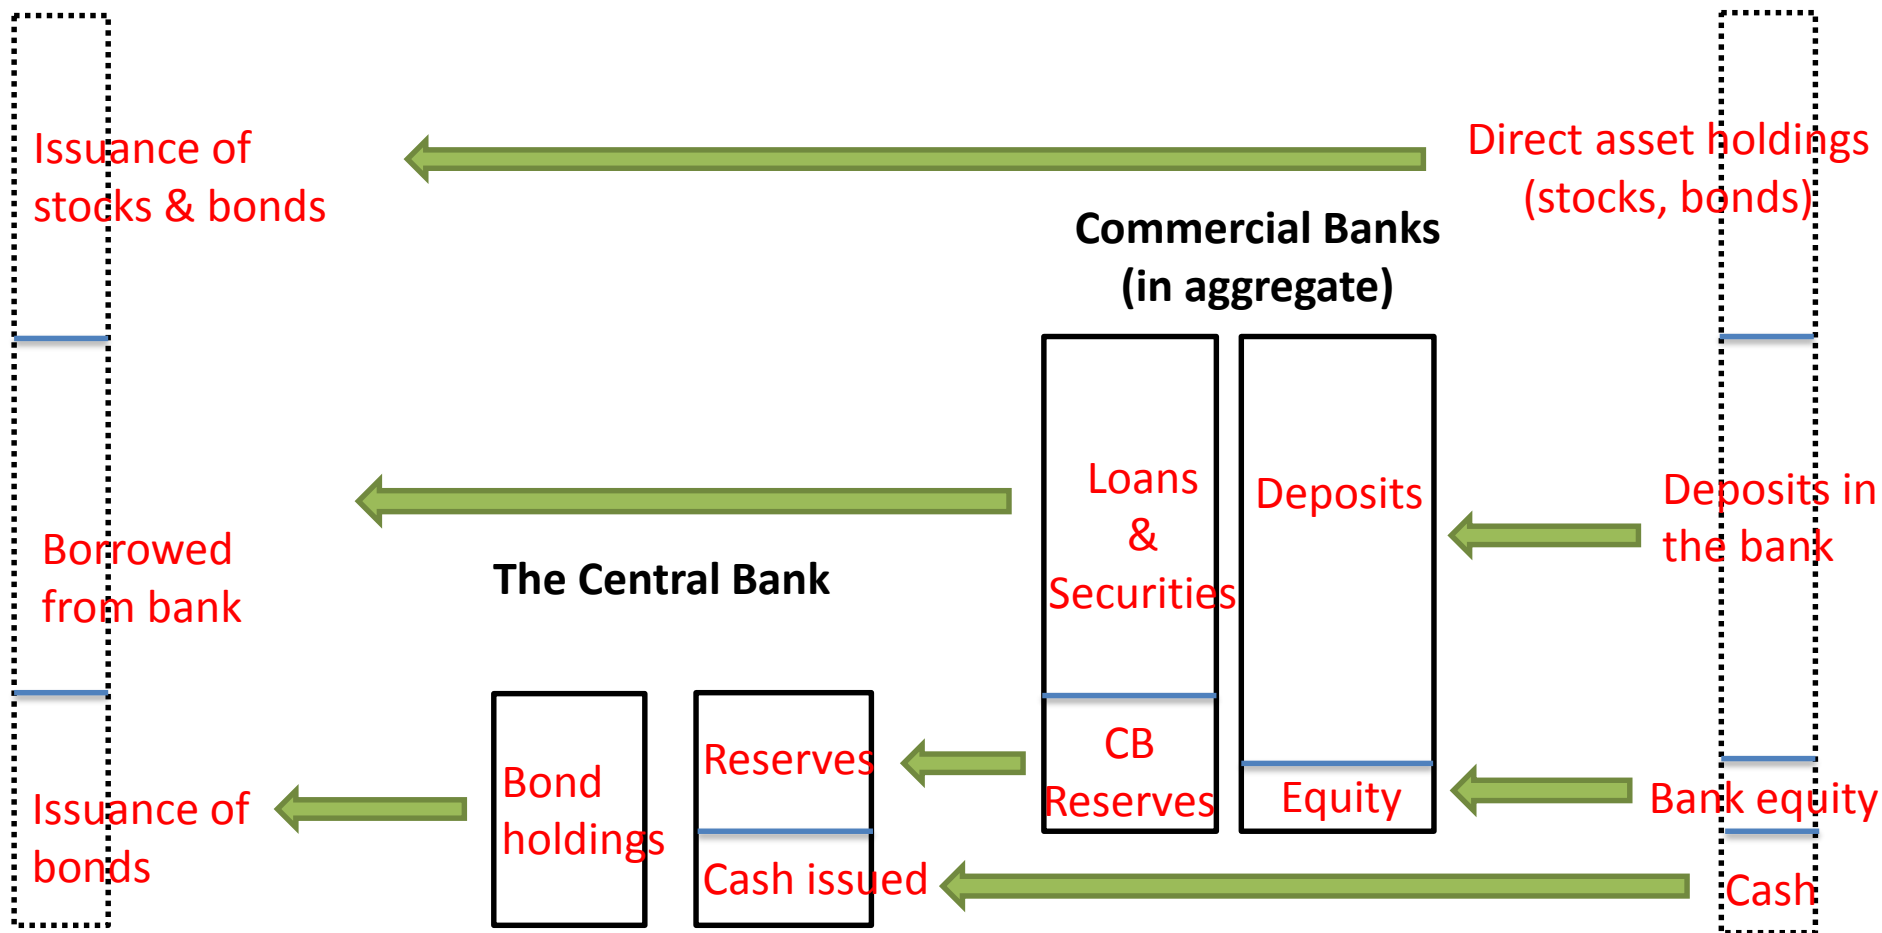 Issuance of
stocks & bonds
Direct asset holdings
(stocks, bonds)
Commercial Banks
(in aggregate)
Borrowed
from bank
The Central Bank
Loans
&
Securities
Deposits
Deposits in
the bank
Issuance of
bonds
Bond
holdings
Reserves
Cash issued
CB
Reserves
Equity
Bank equity
Cash